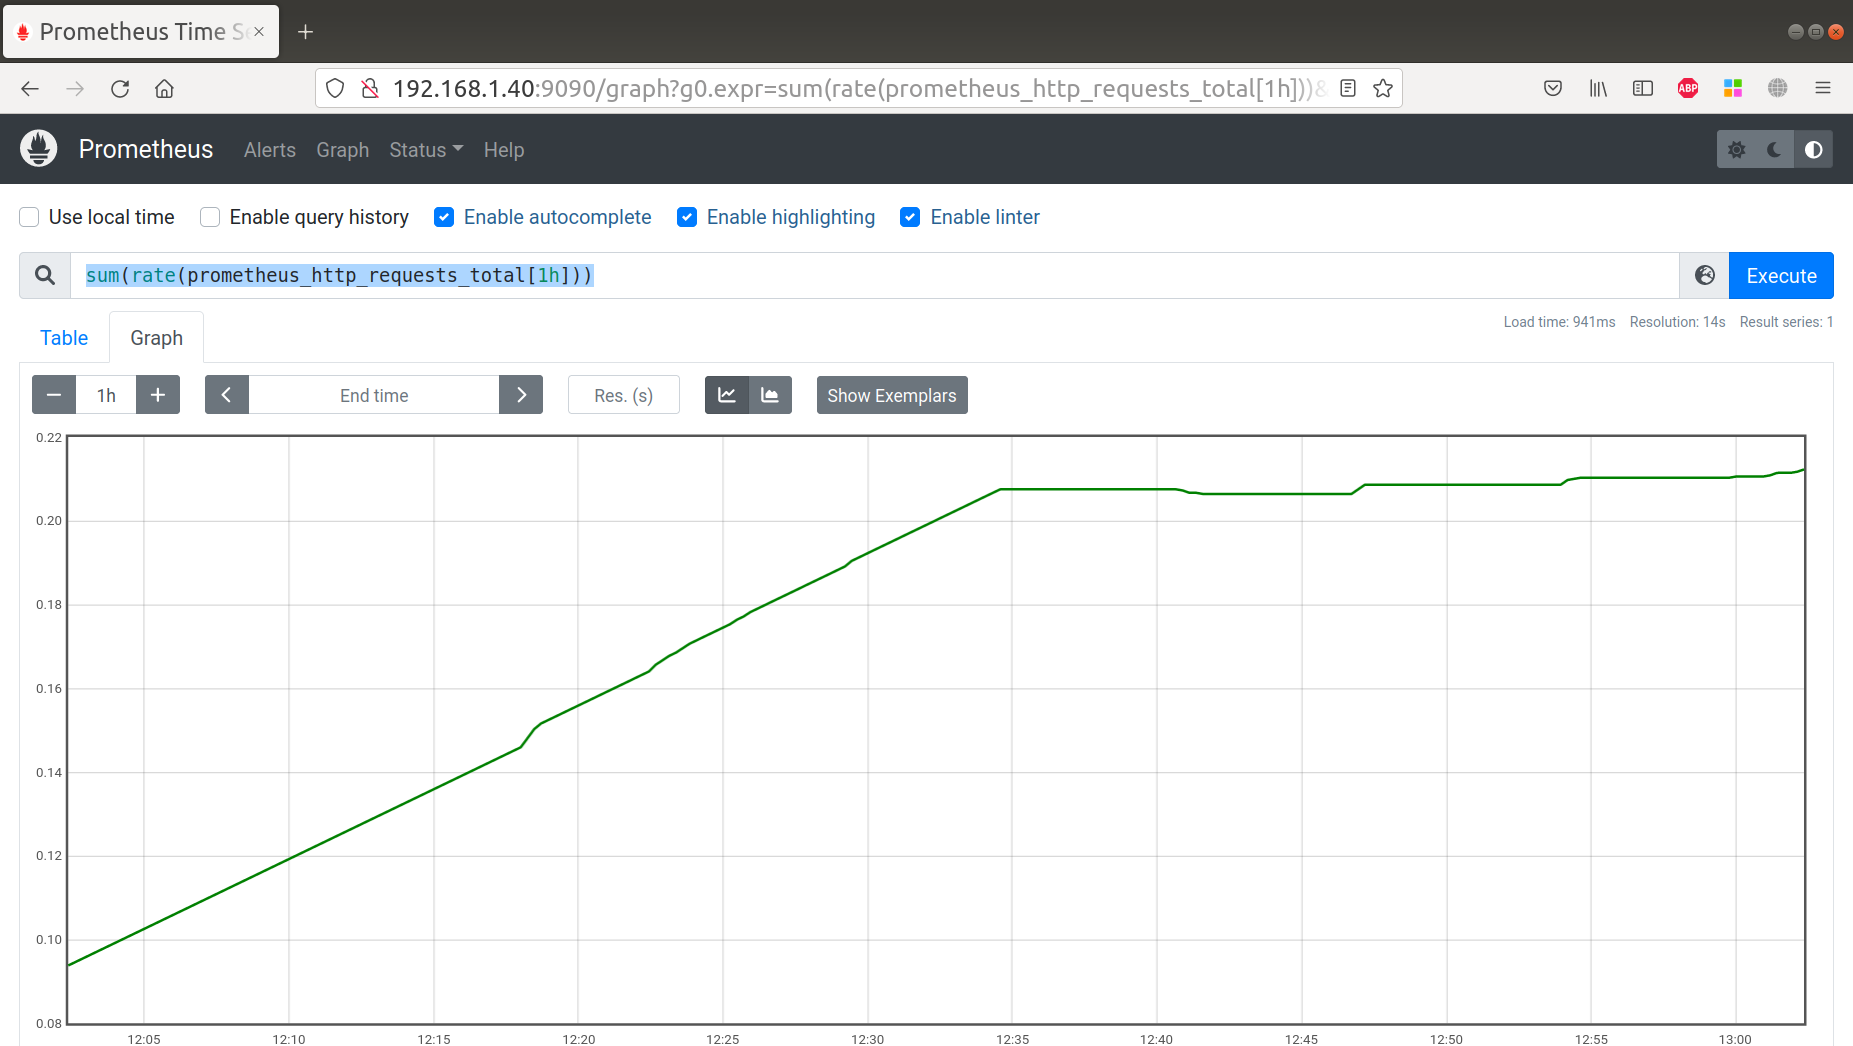 Prometheus Time Se
192.168.1.40:9090/graph?g0.expr=sum(rate(prometheus_http_requests_total[1h]))&
ABP
Prometheus Alerts Graph Status Help
Use local time Enable query history Enable autocomplete Enable highlighting Enable linter
sum(rate(prometheus_http_requests_total[1h])) Execute
Load time: 941ms Resolution: 14s Result series: 1
Table Graph
− 1h + End time Res. (s) Show Exemplars
0.22
0.20
0.18
0.16
0.14
0.12
0.10
0.08
12:05 12:10 12:15 12:20 12:25 12:30 12:35 12:40 12:45 12:50 12:55 13:00